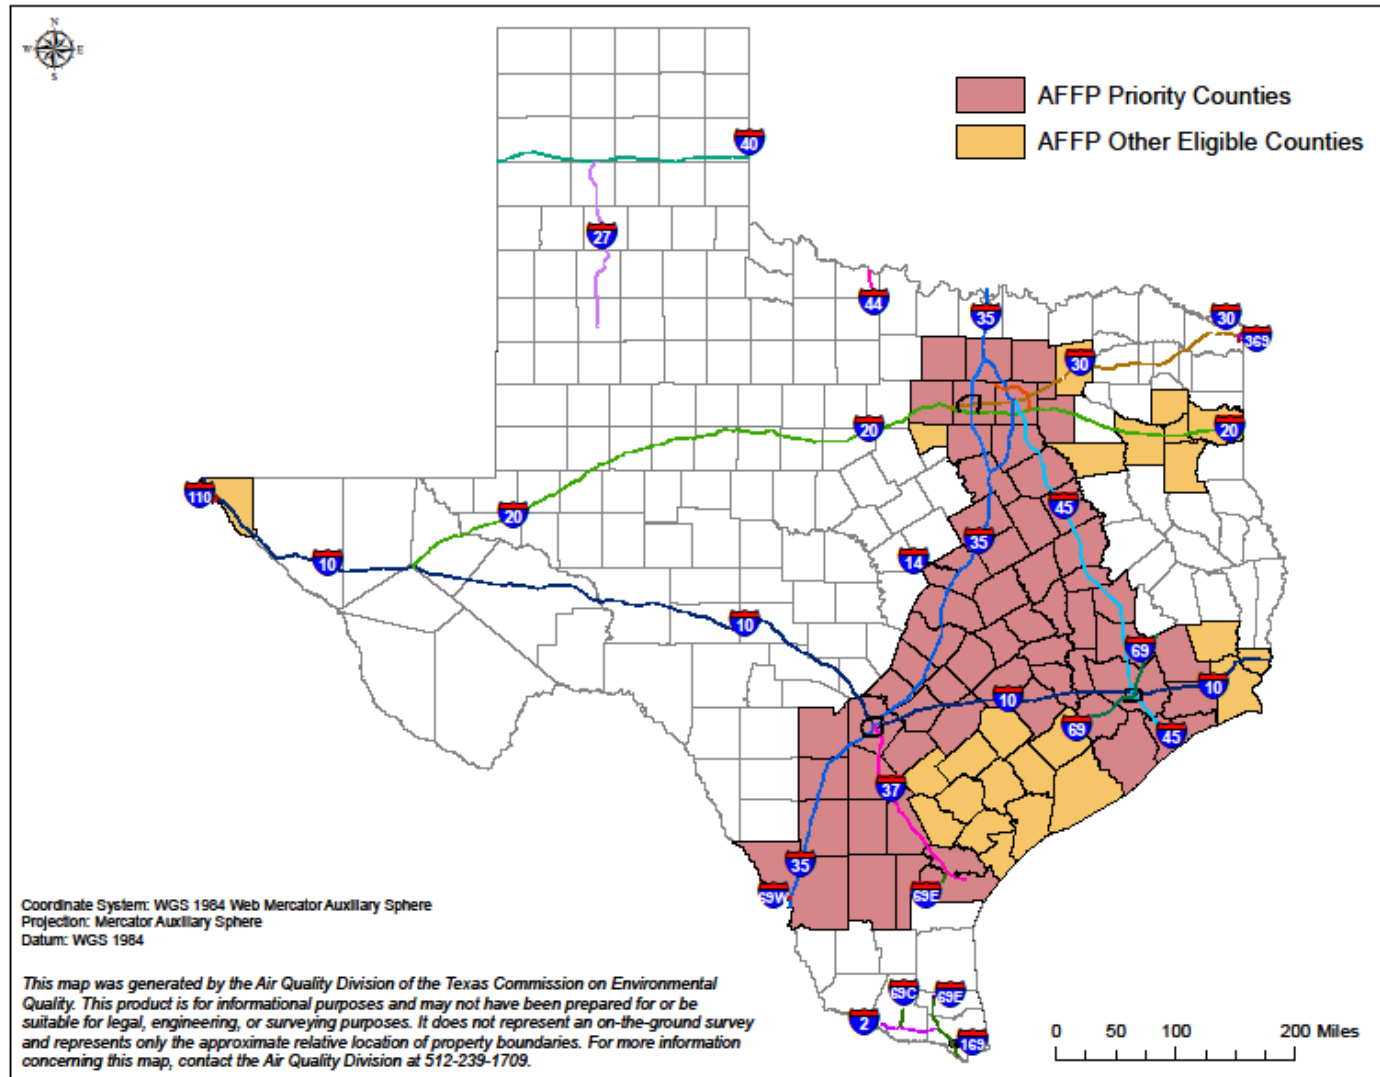 N
W E
S
AFFP Priority Counties
AFFP Other Eligible Counties
40
27
44
35
30
369
30
20
20
110
20
45
35
14
10
10
69
10
10
69
45
37
35
69W
69E
69C
69E
2
169
Coordinate System: WGS 1984 Web Mercator Auxiliary Sphere
Projection: Mercator Auxiliary Sphere
Datum: WGS 1984
This map was generated by the Air Quality Division of the Texas Commission on Environmental
Quality. This product is for informational purposes and may not have been prepared for or be
suitable for legal, engineering, or surveying purposes. It does not represent an on-the-ground survey
and represents only the approximate relative location of property boundaries. For more information
concerning this map, contact the Air Quality Division at 512-239-1709.
0 50 100 200 Miles